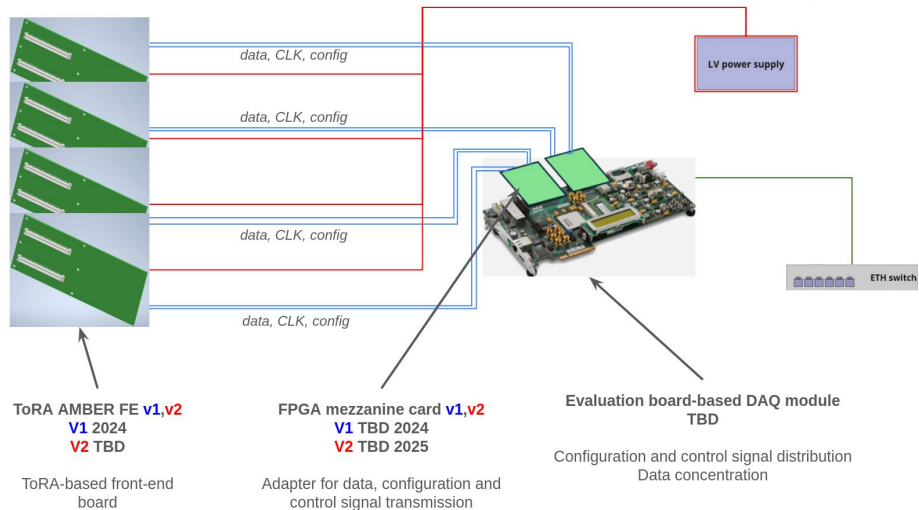 data, CLK, config
LV power supply
data, CLK, config
data, CLK, config
ETH switch
data, CLK, config
ToRA AMBER FE v1,v2
V1 2024
V2 TBD
ToRA-based front-end
board
FPGA mezzanine card v1,v2
V1 TBD 2024
V2 TBD 2025
Adapter for data, configuration and
control signal transmission
Evaluation board-based DAQ module
TBD
Configuration and control signal distribution
Data concentration